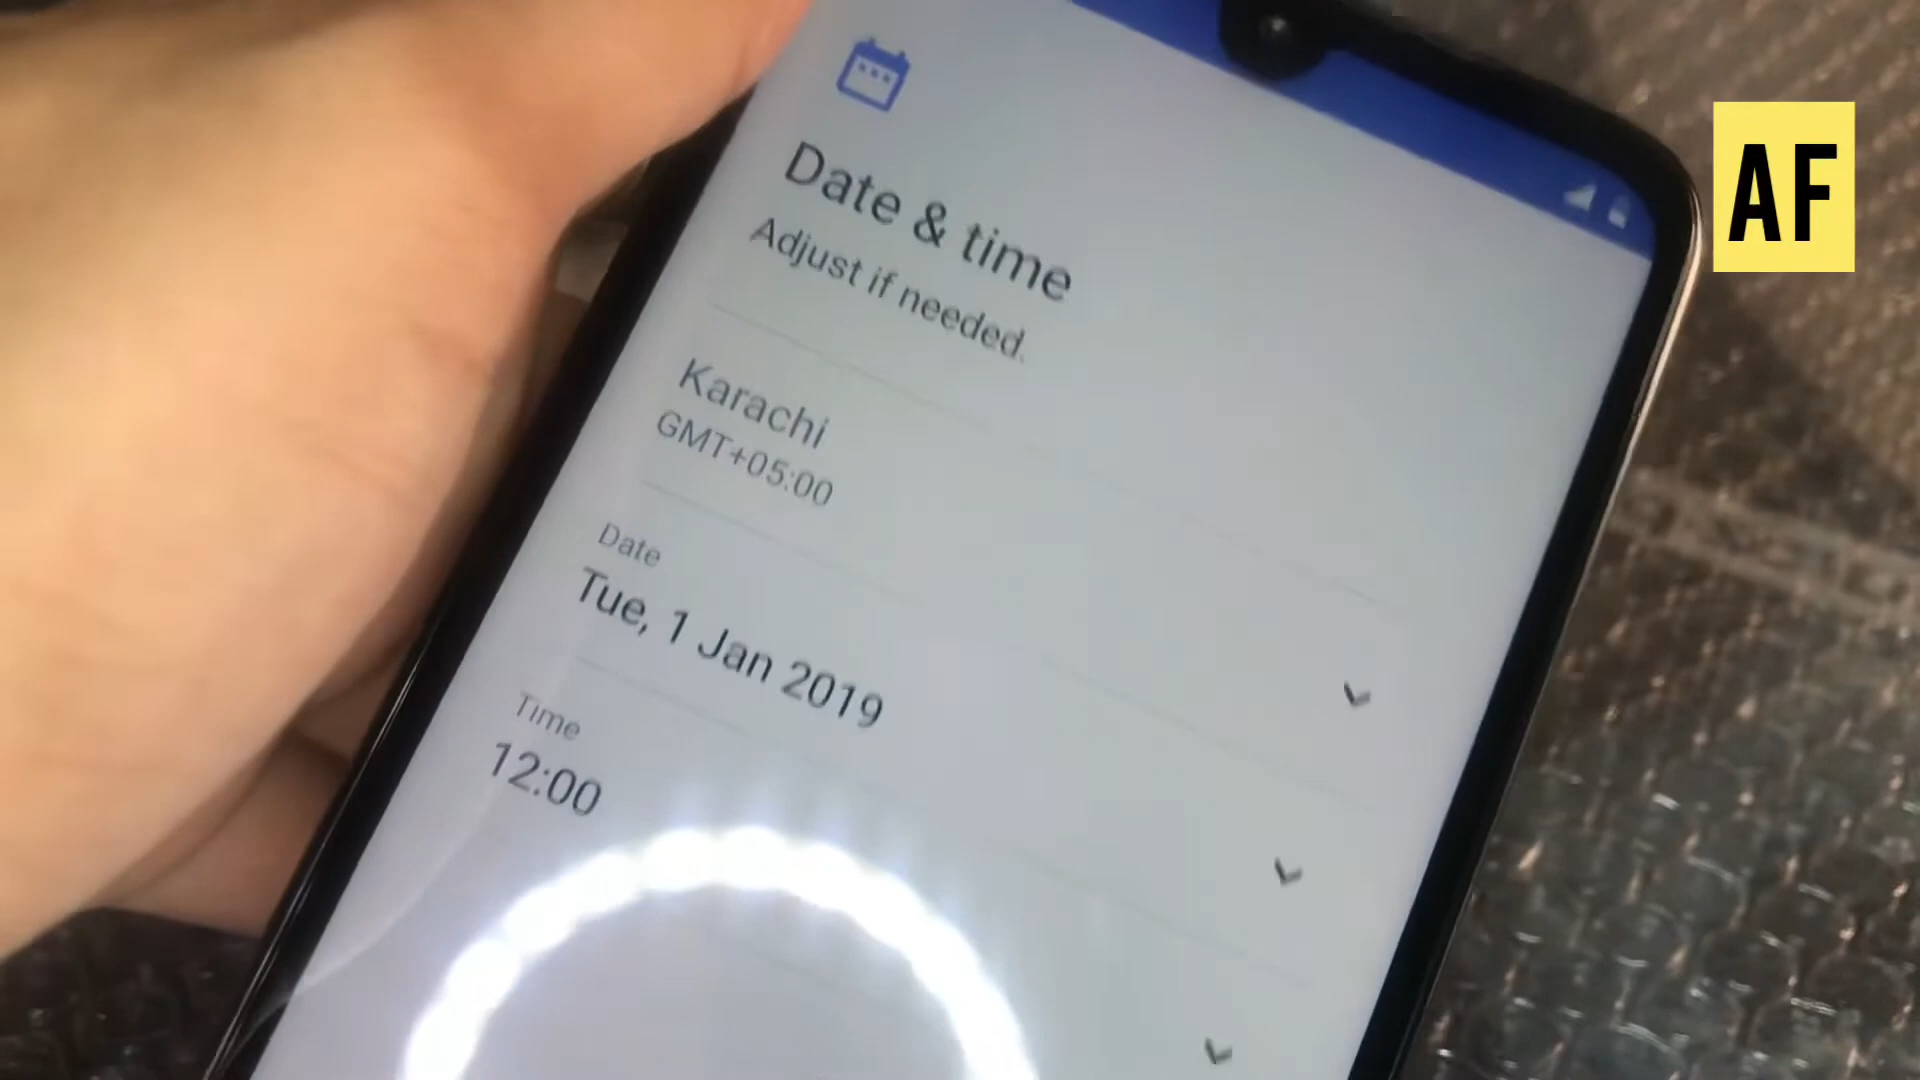 AF
Date & time
Adjust if needed.
Karachi
GMT+05:00
Date
Tue, 1 Jan 2019
Time
12:00